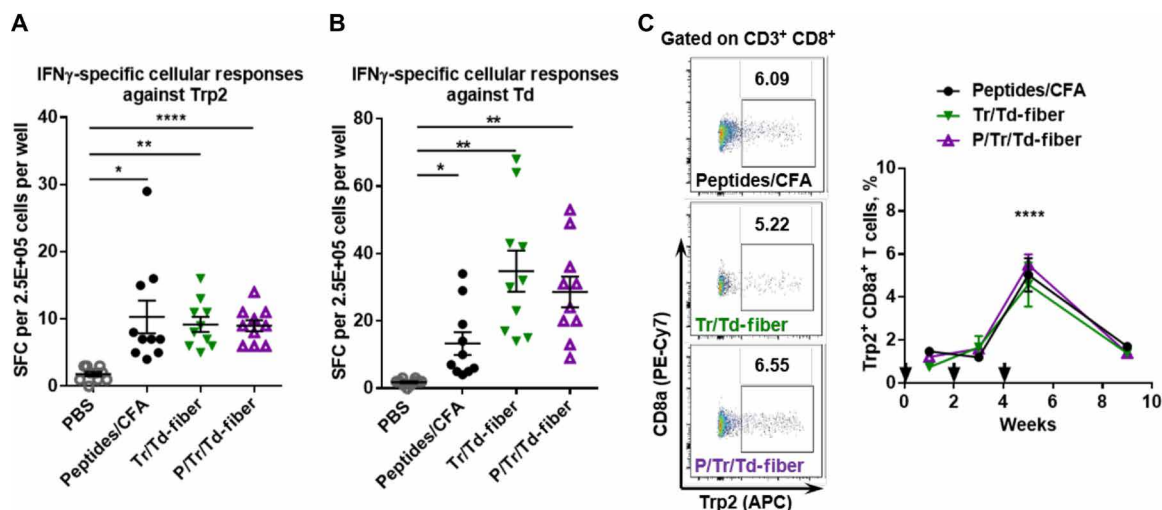 A
IFNγ-specific cellular responses
against Trp2
SFC per 2.5E+05 cells per well
40
30
20
10
0
****
**
*
PBS
Peptides/CFA
Tr/Td-fiber
P/Tr/Td-fiber
B
IFNγ-specific cellular responses
against Td
SFC per 2.5E+05 cells per well
80
60
40
20
0
**
**
*
PBS
Peptides/CFA
Tr/Td-fiber
P/Tr/Td-fiber
C
Gated on CD3⁺ CD8⁺
6.09
Peptides/CFA
5.22
Tr/Td-fiber
6.55
P/Tr/Td-fiber
CD8a (PE-Cy7)
Trp2 (APC)
Peptides/CFA
Tr/Td-fiber
P/Tr/Td-fiber
Trp2⁺ CD8a⁺ T cells, %
10
8
6
4
2
0
****
0 2 4 6 8 10
Weeks